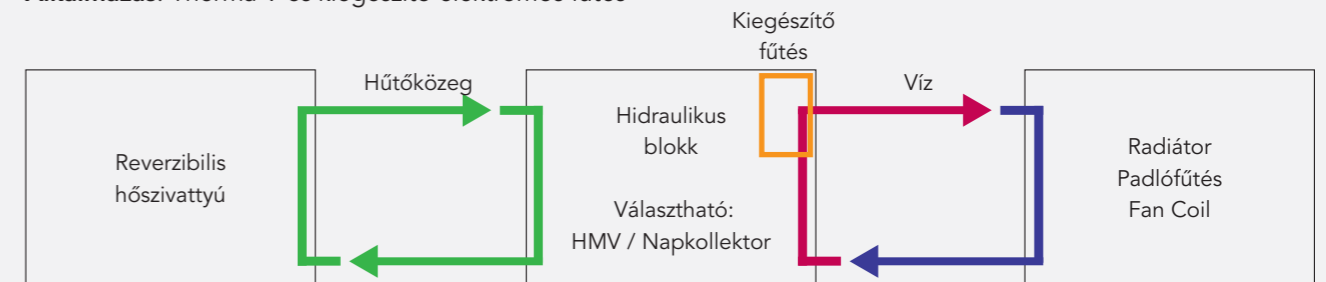 Kiegészítő
fűtés
Hűtőközeg
Víz
Hidraulikus
blokk
Reverzibilis
hőszivattyú
Radiátor
Padlófűtés
Fan Coil
Választható:
HMV / Napkollektor